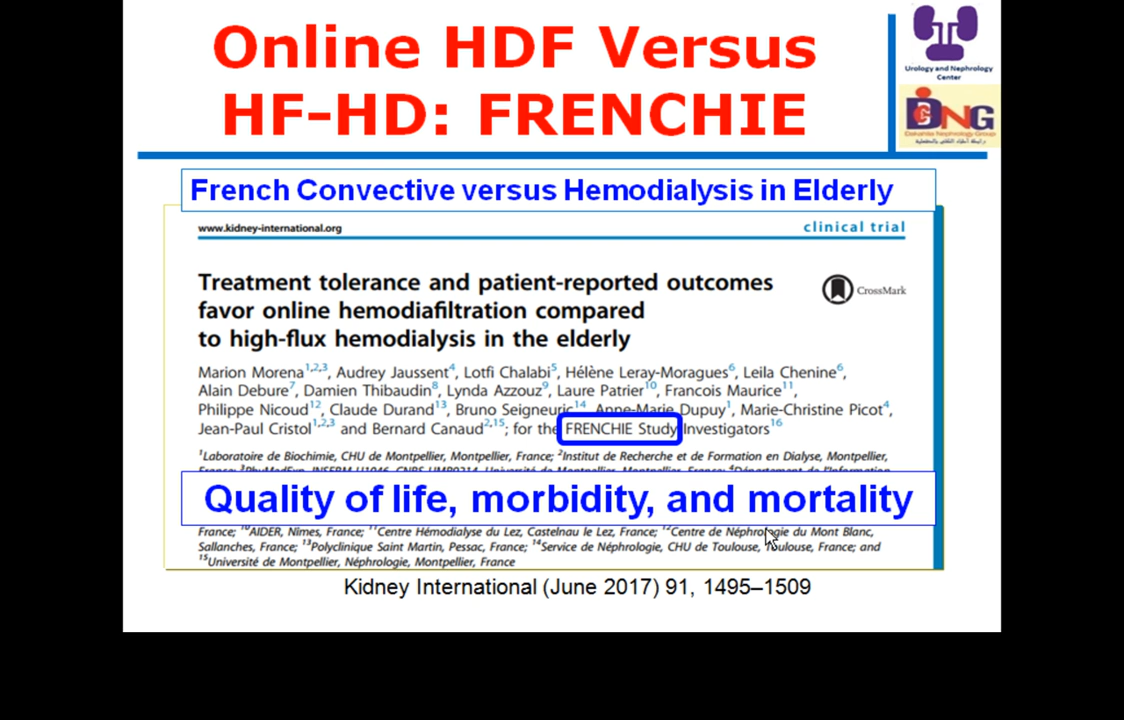 Online HDF Versus
HF-HD: FRENCHIE
Urology and Nephrology
Center
DNG
Dakahlia Nephrology Group
French Convective versus Hemodialysis in Elderly
www.kidney-international.org
clinical trial
Treatment tolerance and patient-reported outcomes
favor online hemodiafiltration compared
to high-flux hemodialysis in the elderly
CrossMark
Marion Morena1,2,3, Audrey Jaussent4, Lotfi Chalabi5, Hélène Leray-Moragues6, Leila Chenine6,
Alain Debure7, Damien Thibaudin8, Lynda Azzouz9, Laure Patrier10, Francois Maurice11,
Philippe Nicoud12, Claude Durand13, Bruno Seigneuric14, Anne-Marie Dupuy1, Marie-Christine Picot4,
Jean-Paul Cristol1,2,3 and Bernard Canaud2,15; for the FRENCHIE Study Investigators16
1Laboratoire de Biochimie, CHU de Montpellier, Montpellier, France; 2Institut de Recherche et de Formation en Dialyse, Montpellier,
Quality of life, morbidity, and mortality
France; 10AIDER, Nîmes, France; 11Centre Hémodialyse du Lez, Castelnau le Lez, France; 12Centre de Néphrologie du Mont Blanc,
Sallanches, France; 13Polyclinique Saint Martin, Pessac, France; 14Service de Néphrologie, CHU de Toulouse, Toulouse, France; and
15Université de Montpellier, Néphrologie, Montpellier, France
Kidney International (June 2017) 91, 1495–1509